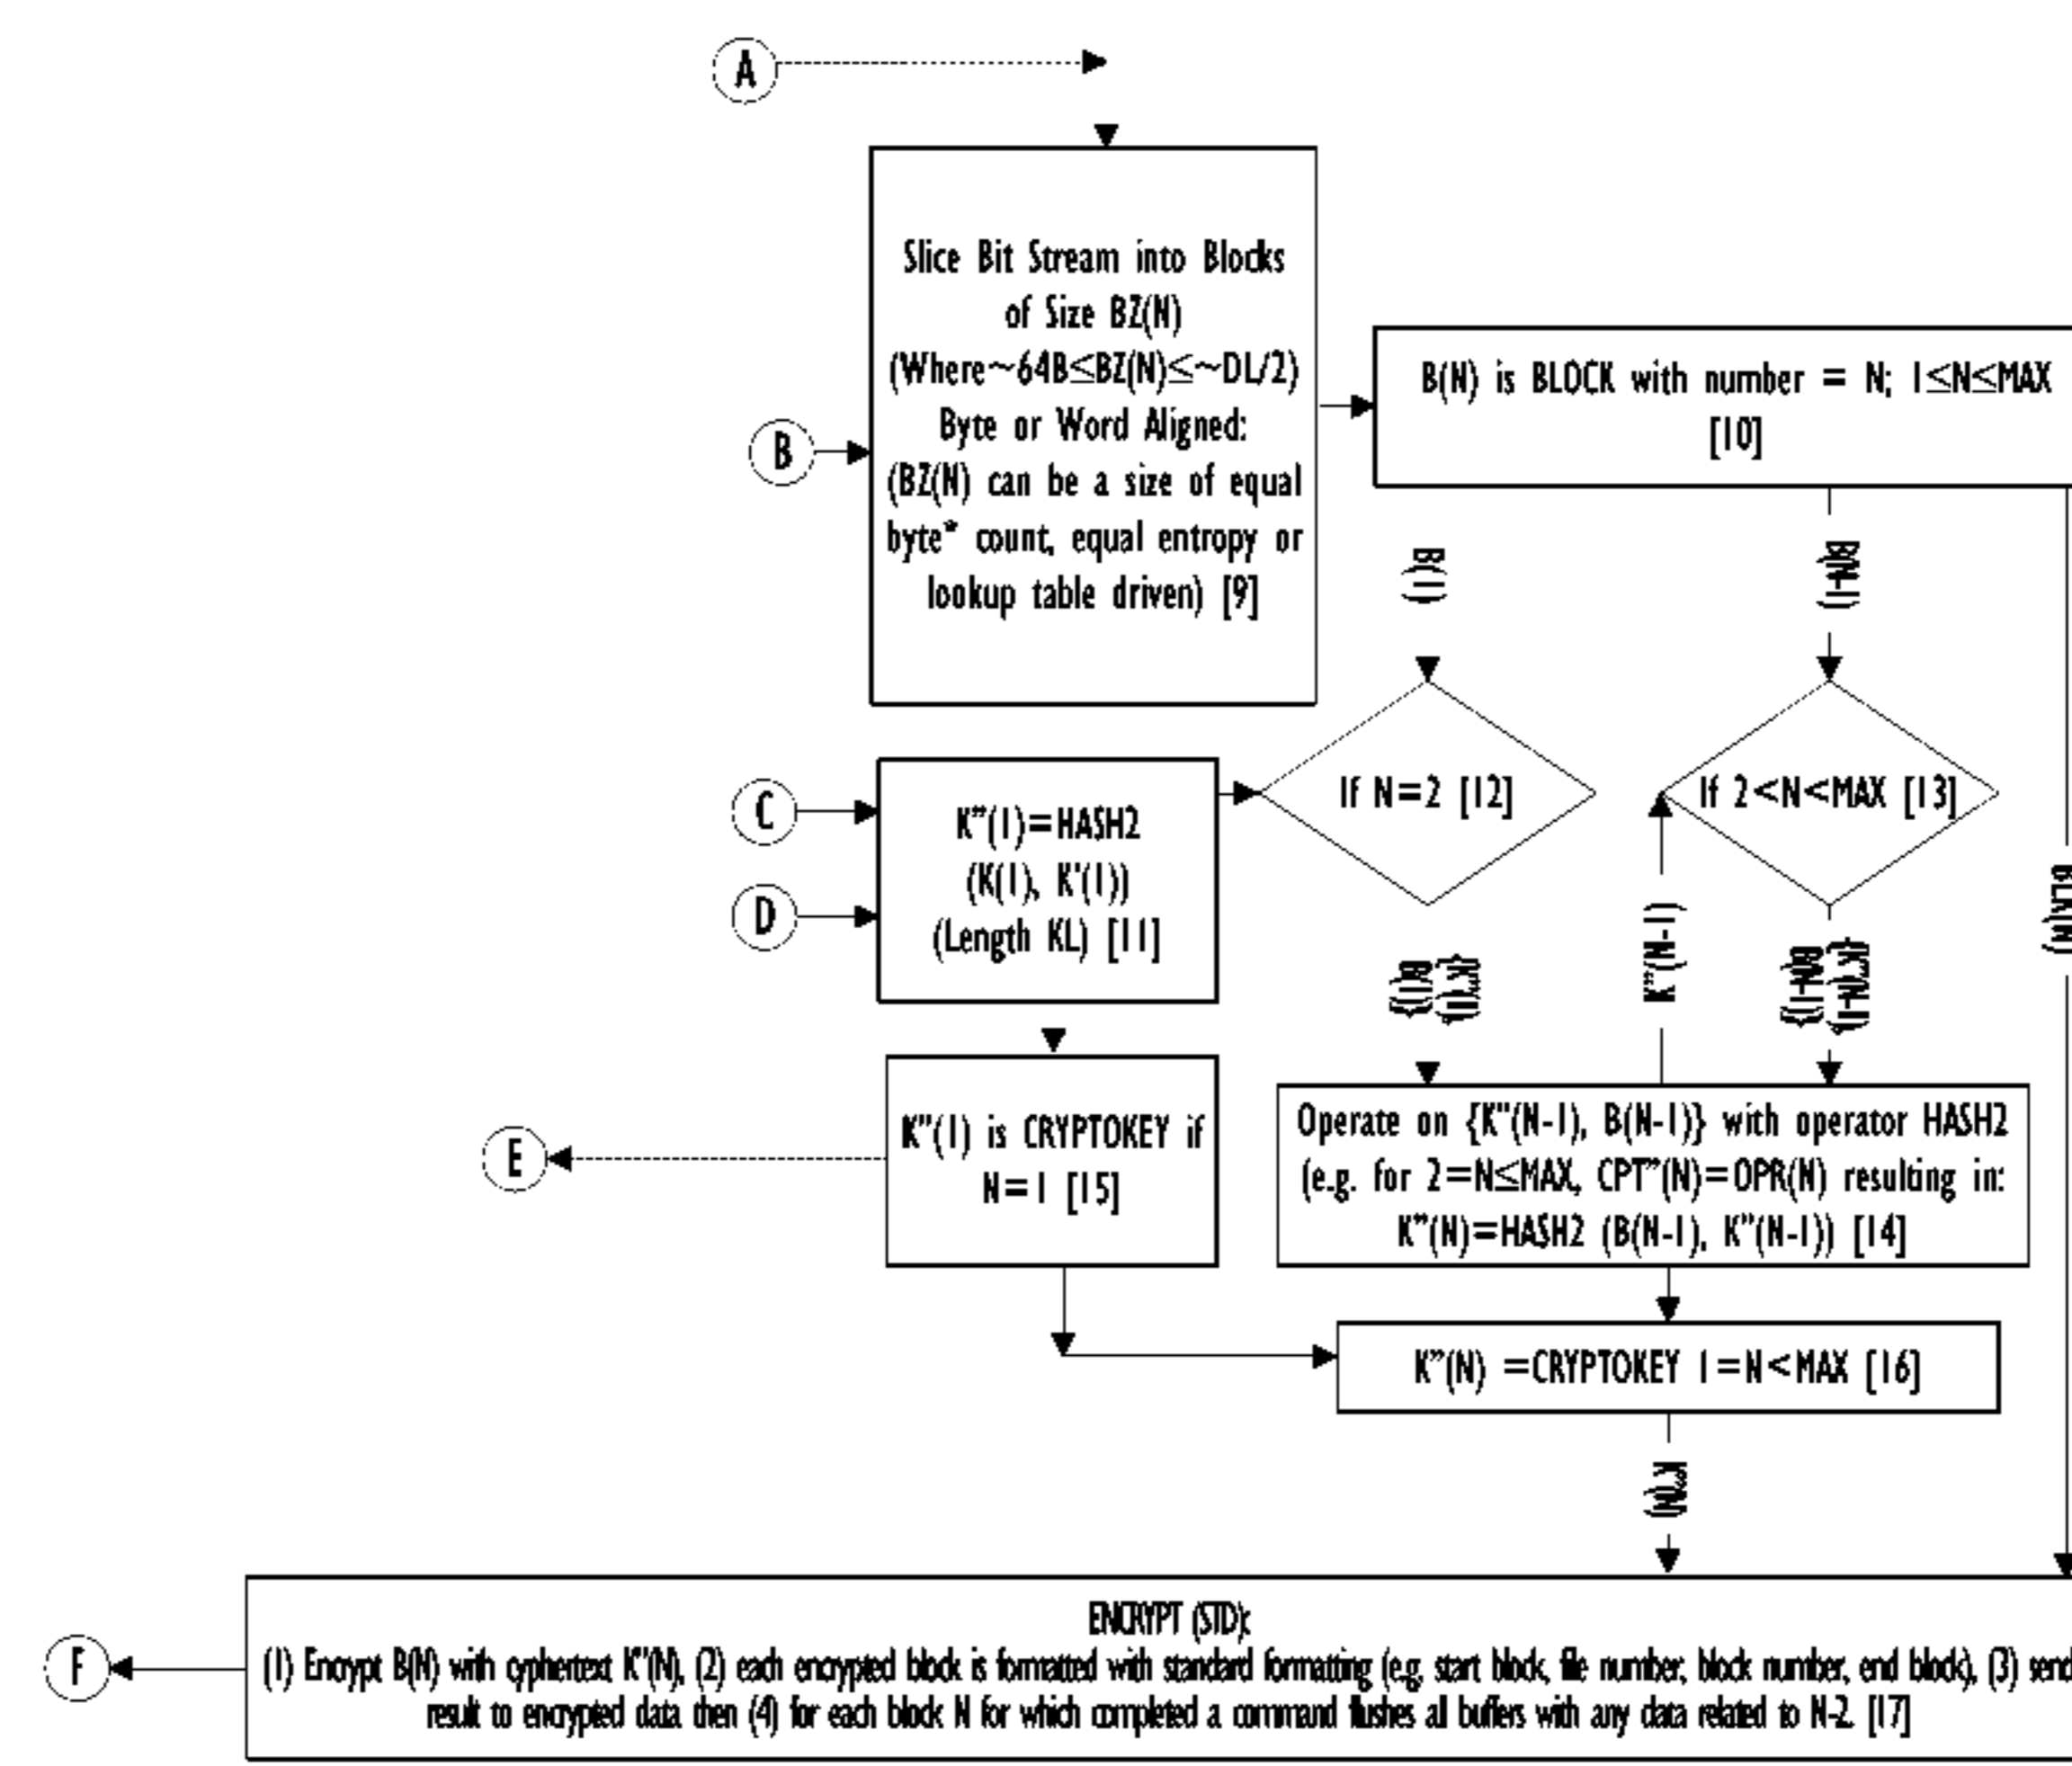 A
Slice Bit Stream into Blocks
of Size BZ(N)
(Where~64B≤BZ(N)≤~DL/2)
Byte or Word Aligned:
(BZ(N) can be a size of equal
byte* count, equal entropy or
lookup table driven) [9]
B
B(N) is BLOCK with number = N; 1≤N≤MAX
[10]
B(1)
B(N-1)
If N=2 [12]
If 2<N<MAX [13]
C
D
K"(1)=HASH2
(K(1), K'(1))
(Length KL) [11]
{K"(1),
B(1)}
K"(N-1)
{K"(N-1),
B(N-1)}
K"(1) is CRYPTOKEY if
N=1 [15]
E
Operate on {K"(N-1), B(N-1)} with operator HASH2
(e.g. for 2=N≤MAX, CPT"(N)=OPR(N) resulting in:
K"(N)=HASH2 (B(N-1), K"(N-1)) [14]
K"(N) =CRYPTOKEY 1=N<MAX [16]
K"(N)
F
ENCRYPT (STD):
(1) Encrypt B(N) with cyphertext K"(N), (2) each encrypted block is formatted with standard formatting (e.g. start block, file number, block number, end block), (3) send
result to encrypted data then (4) for each block N for which completed a command flushes all buffers with any data related to N-2. [17]